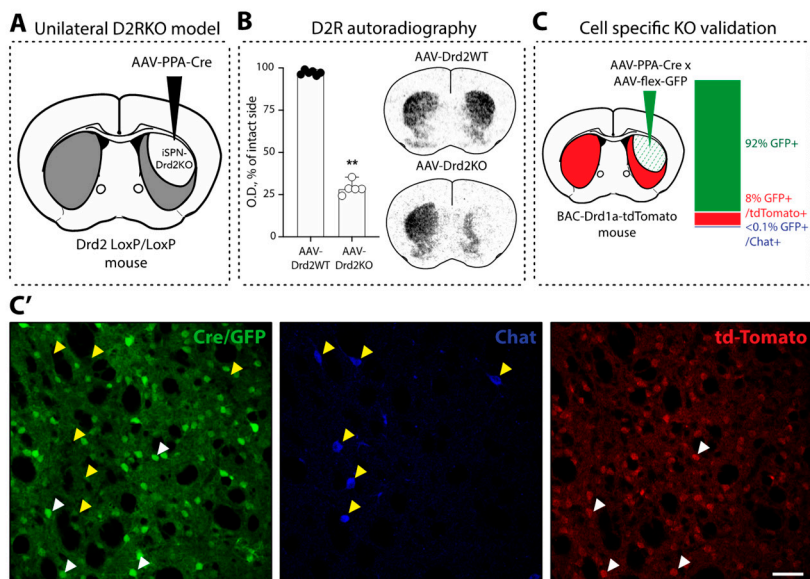 A Unilateral D2RKO model
AAV-PPA-Cre
iSPN-
Drd2KO
Drd2 LoxP/LoxP
mouse
B D2R autoradiography
O.D., % of intact side
100
75
50
25
0
**
AAV-
Drd2WT
AAV-
Drd2KO
AAV-Drd2WT
AAV-Drd2KO
C Cell specific KO validation
AAV-PPA-Cre x
AAV-flex-GFP
BAC-Drd1a-tdTomato
mouse
92% GFP+
8% GFP+
/tdTomato+
<0.1% GFP+
/Chat+
C’
Cre/GFP
Chat
td-Tomato